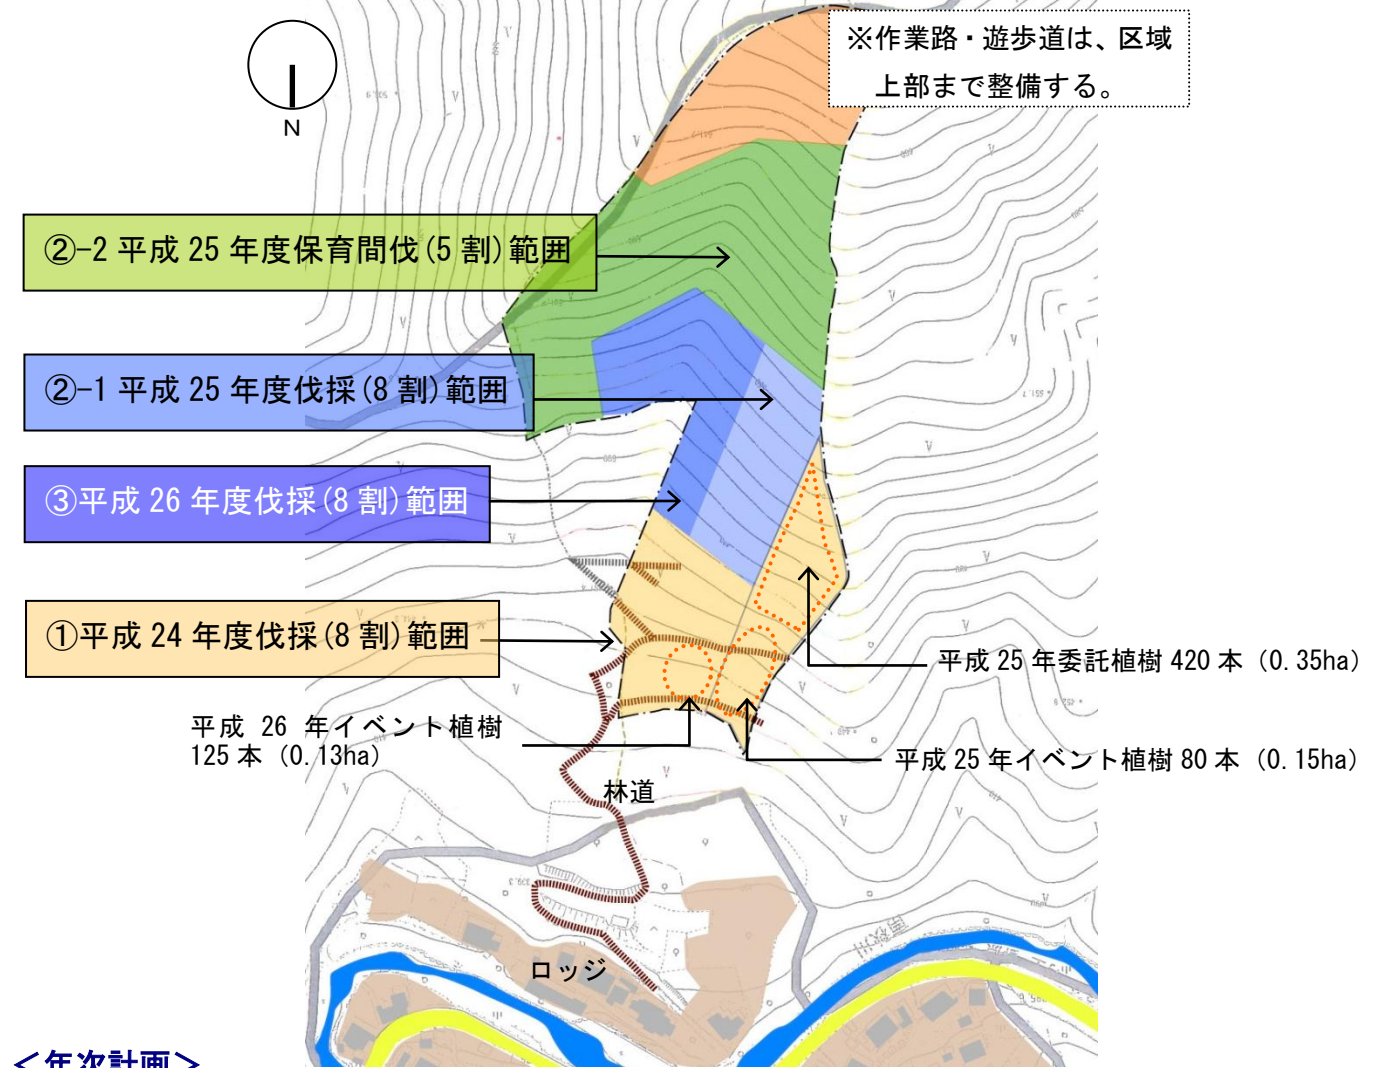 ※作業路・遊歩道は、区域
上部まで整備する。
N
②-2 平成 25 年度保育間伐(5 割)範囲
②-1 平成 25 年度伐採(8 割)範囲
③平成 26 年度伐採(8 割)範囲
①平成 24 年度伐採(8 割)範囲
平成 25 年委託植樹 420 本（0.35ha）
平成 26 年イベント植樹
125 本（0.13ha）
平成 25 年イベント植樹 80 本（0.15ha）
林道
ロッジ
＜年次計画＞